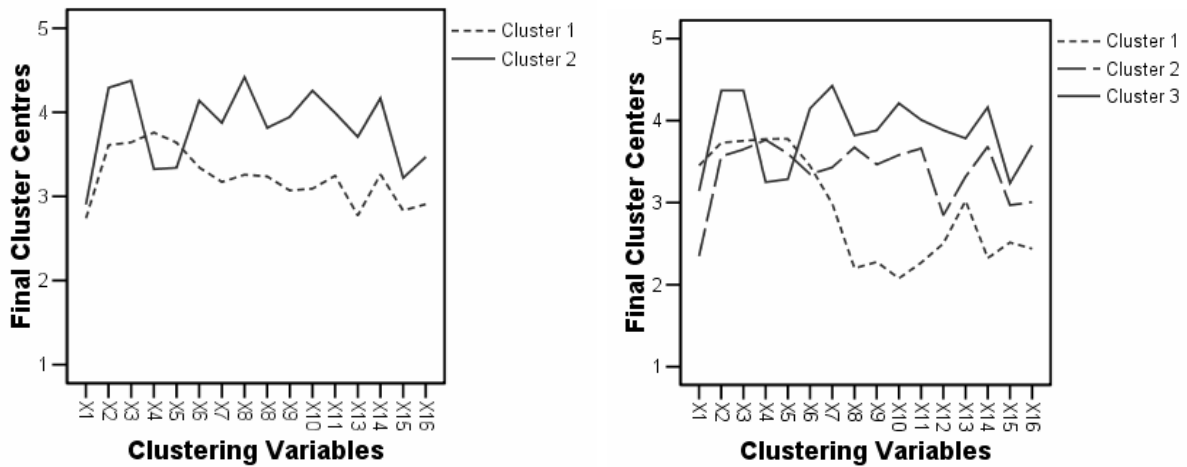 5
4
3
2
1
Final Cluster Centres
X1 X2 X3 X4 X5 X6 X7 X8 X8 X9 X10 X11 X13 X14 X15 X16
Clustering Variables
Cluster 1
Cluster 2
5
4
3
2
1
Final Cluster Centers
X1 X2 X3 X4 X5 X6 X7 X8 X9 X10 X11 X12 X13 X14 X15 X16
Clustering Variables
Cluster 1
Cluster 2
Cluster 3